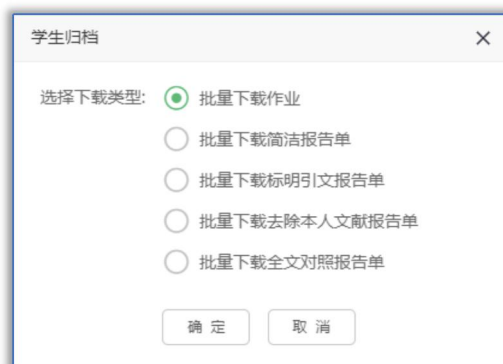 学生归档
选择下载类型: 批量下载作业
批量下载简洁报告单
批量下载标明引文报告单
批量下载去除本人文献报告单
批量下载全文对照报告单
确 定 取 消